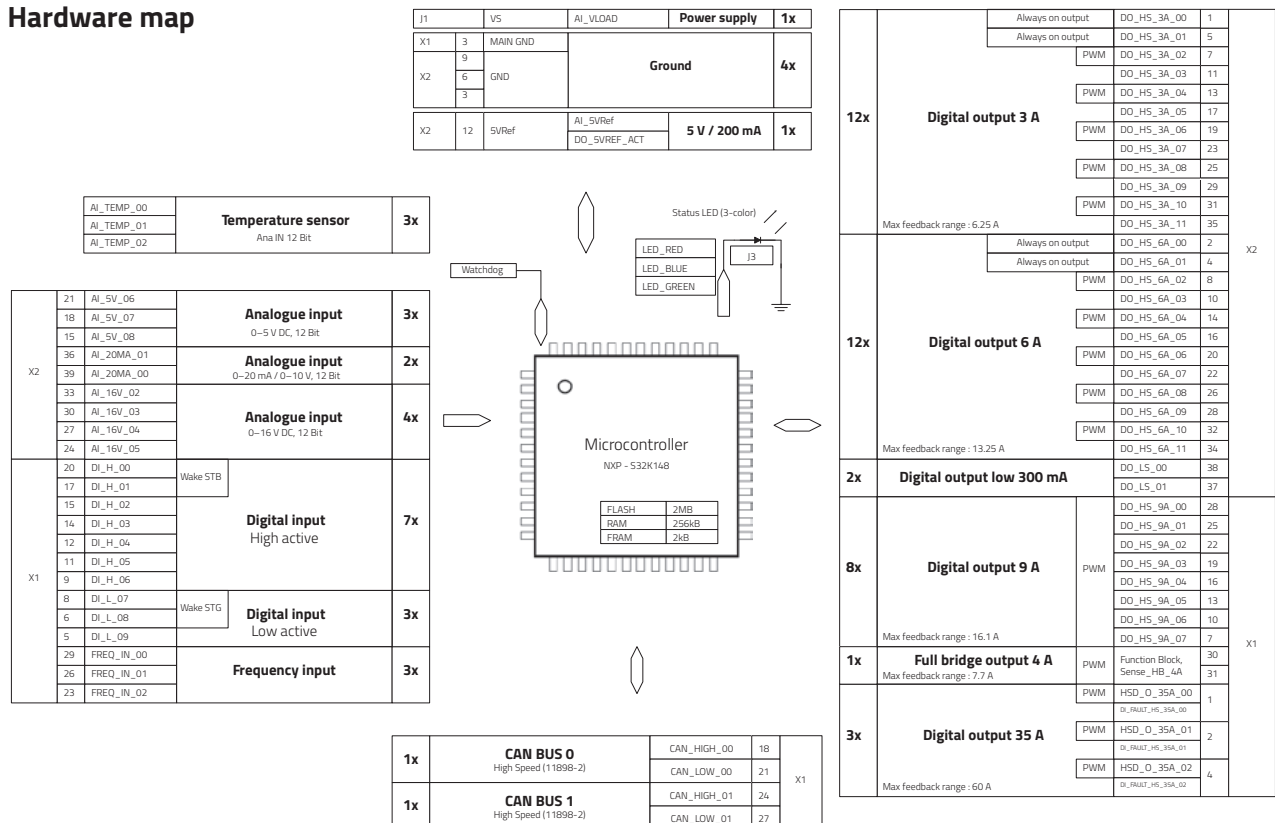 Hardware map
J1 VS AI_VLOAD Power supply 1x
X1 3 MAIN GND
Ground 4x
X2 9
6 GND
3
X2 12 5VRef AI_5VRef 5 V / 200 mA 1x
DO_5VREF_ACT
AI_TEMP_00
AI_TEMP_01
AI_TEMP_02
Temperature sensor 3x
Ana IN 12 Bit
Status LED (3-color)
LED_RED
LED_BLUE
LED_GREEN
J3
Watchdog
X2
21 AI_5V_06
18 AI_5V_07
15 AI_5V_08
Analogue input 3x
0–5 V DC, 12 Bit
36 AI_20MA_01
39 AI_20MA_00
Analogue input 2x
0–20 mA / 0–10 V, 12 Bit
33 AI_16V_02
30 AI_16V_03
27 AI_16V_04
24 AI_16V_05
Analogue input 4x
0–16 V DC, 12 Bit
X1
20 DI_H_00
17 DI_H_01
Wake STB
15 DI_H_02
14 DI_H_03
12 DI_H_04
11 DI_H_05
9 DI_H_06
Digital input 7x
High active
8 DI_L_07
6 DI_L_08
Wake STG
5 DI_L_09
Digital input 3x
Low active
29 FREQ_IN_00
26 FREQ_IN_01
23 FREQ_IN_02
Frequency input 3x
Microcontroller
NXP - S32K148
FLASH 2MB
RAM 256kB
FRAM 2kB
1x CAN BUS 0
High Speed (11898-2)
CAN_HIGH_00 18
CAN_LOW_00 21
X1
1x CAN BUS 1
High Speed (11898-2)
CAN_HIGH_01 24
CAN_LOW_01 27
12x Digital output 3 A
Max feedback range : 6.25 A
Always on output DO_HS_3A_00 1
Always on output DO_HS_3A_01 5
PWM DO_HS_3A_02 7
DO_HS_3A_03 11
PWM DO_HS_3A_04 13
DO_HS_3A_05 17
PWM DO_HS_3A_06 19
DO_HS_3A_07 23
PWM DO_HS_3A_08 25
DO_HS_3A_09 29
PWM DO_HS_3A_10 31
DO_HS_3A_11 35
X2
12x Digital output 6 A
Max feedback range : 13.25 A
Always on output DO_HS_6A_00 2
Always on output DO_HS_6A_01 4
PWM DO_HS_6A_02 8
DO_HS_6A_03 10
PWM DO_HS_6A_04 14
DO_HS_6A_05 16
PWM DO_HS_6A_06 20
DO_HS_6A_07 22
PWM DO_HS_6A_08 26
DO_HS_6A_09 28
PWM DO_HS_6A_10 32
DO_HS_6A_11 34
2x Digital output low 300 mA
DO_LS_00 38
DO_LS_01 37
8x Digital output 9 A
Max feedback range : 16.1 A
PWM
DO_HS_9A_00 28
DO_HS_9A_01 25
DO_HS_9A_02 22
DO_HS_9A_03 19
DO_HS_9A_04 16
DO_HS_9A_05 13
DO_HS_9A_06 10
DO_HS_9A_07 7
X1
1x Full bridge output 4 A
Max feedback range : 7.7 A
PWM Function Block, 30
Sense_HB_4A 31
3x Digital output 35 A
Max feedback range : 60 A
PWM HSD_O_35A_00 1
DI_FAULT_HS_35A_00
PWM HSD_O_35A_01 2
DI_FAULT_HS_35A_01
PWM HSD_O_35A_02 4
DI_FAULT_HS_35A_02